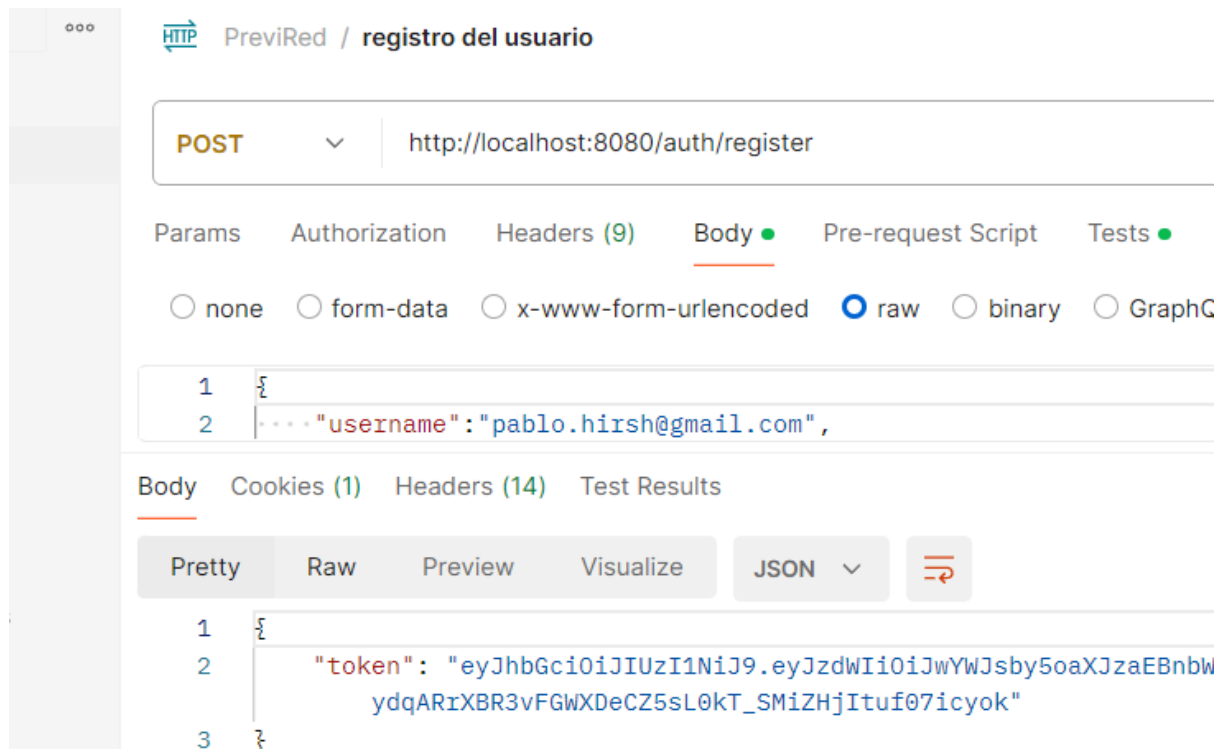 ooo HTTP PreviRed / registro del usuario
POST http://localhost:8080/auth/register
Params Authorization Headers (9) Body Pre-request Script Tests
none form-data x-www-form-urlencoded raw binary GraphQ
1 {
2 "username":"pablo.hirsh@gmail.com",
Body Cookies (1) Headers (14) Test Results
Pretty Raw Preview Visualize JSON
1 {
2 "token": "eyJhbGciOiJIUzI1NiJ9.eyJzdWIiOiJwYWJsby5oaXJzaEBnbW
ydqARrXBR3vFGWXDeCZ5sL0kT_SMiZHjItuf07icyok"
3 }